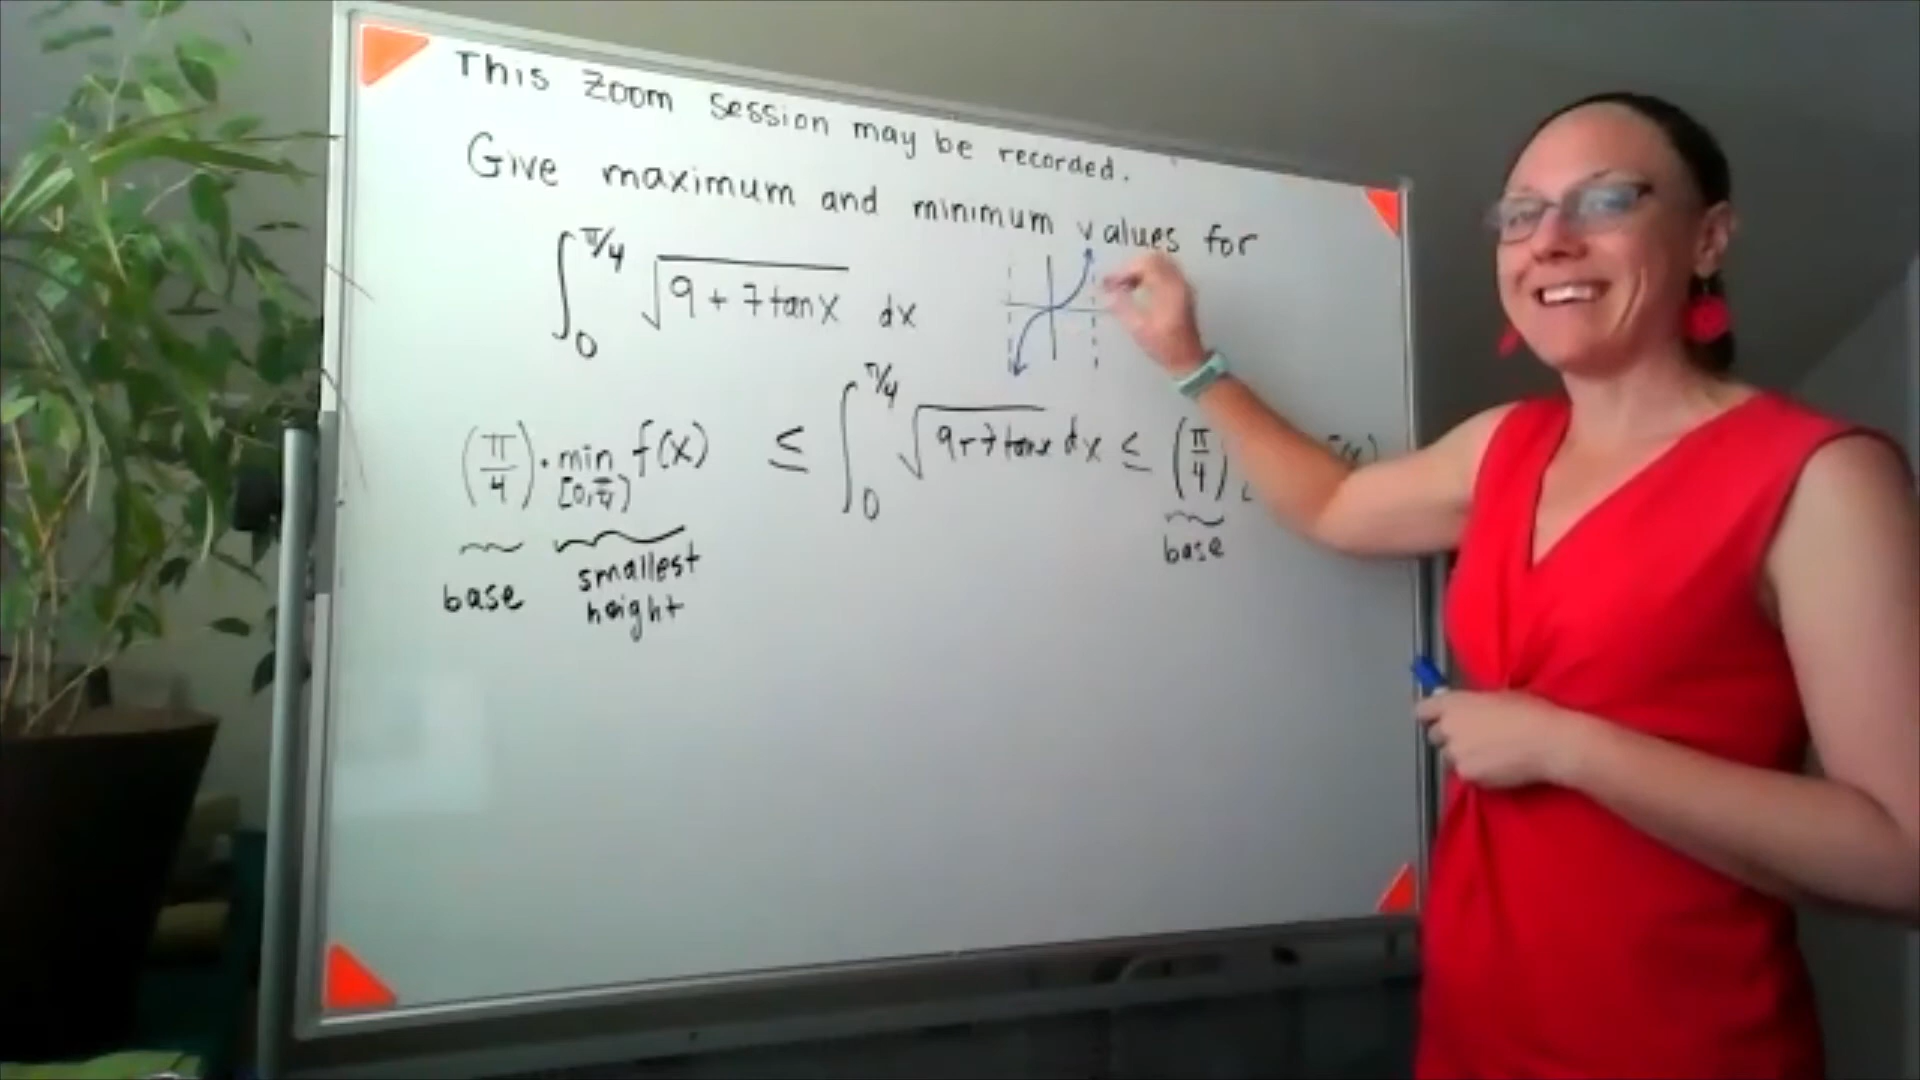 This Zoom session may be recorded.
Give maximum and minimum values for
∫₀^π/4 √(9 + 7tanx) dx
(π/4) · min f(x) ≤ ∫₀^π/4 √(9+7tanx) dx ≤ (π/4)
[0, π/4]
base smallest height base